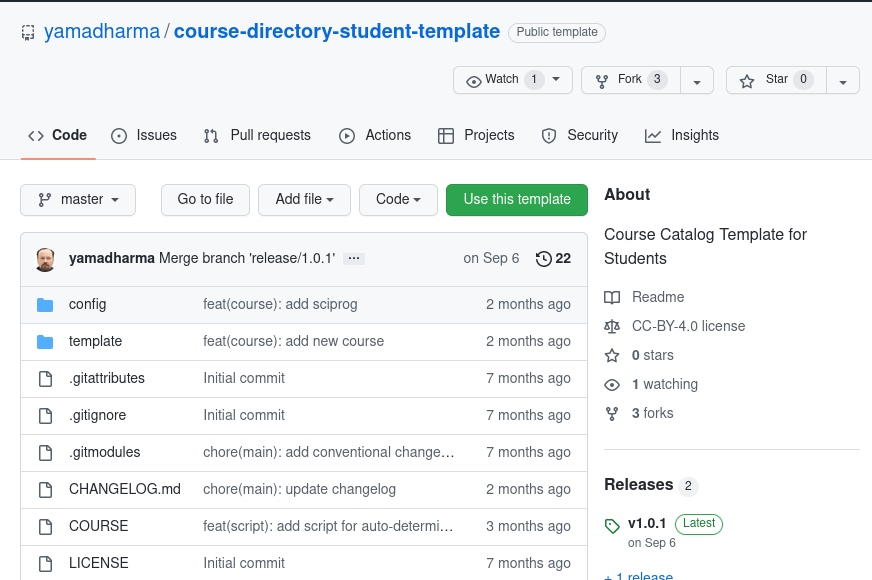 yamadharma / course-directory-student-template Public template
Watch 1 Fork 3 Star 0
Code Issues Pull requests Actions Projects Security Insights
master Go to file Add file Code Use this template
yamadharma Merge branch 'release/1.0.1' ... on Sep 6 22
config feat(course): add sciprog 2 months ago
template feat(course): add new course 2 months ago
.gitattributes Initial commit 7 months ago
.gitignore Initial commit 7 months ago
.gitmodules chore(main): add conventional change… 7 months ago
CHANGELOG.md chore(main): update changelog 2 months ago
COURSE feat(script): add script for auto-determi… 3 months ago
LICENSE Initial commit 7 months ago
About
Course Catalog Template for
Students
Readme
CC-BY-4.0 license
0 stars
1 watching
3 forks
Releases 2
v1.0.1 Latest
on Sep 6
+ 1 release